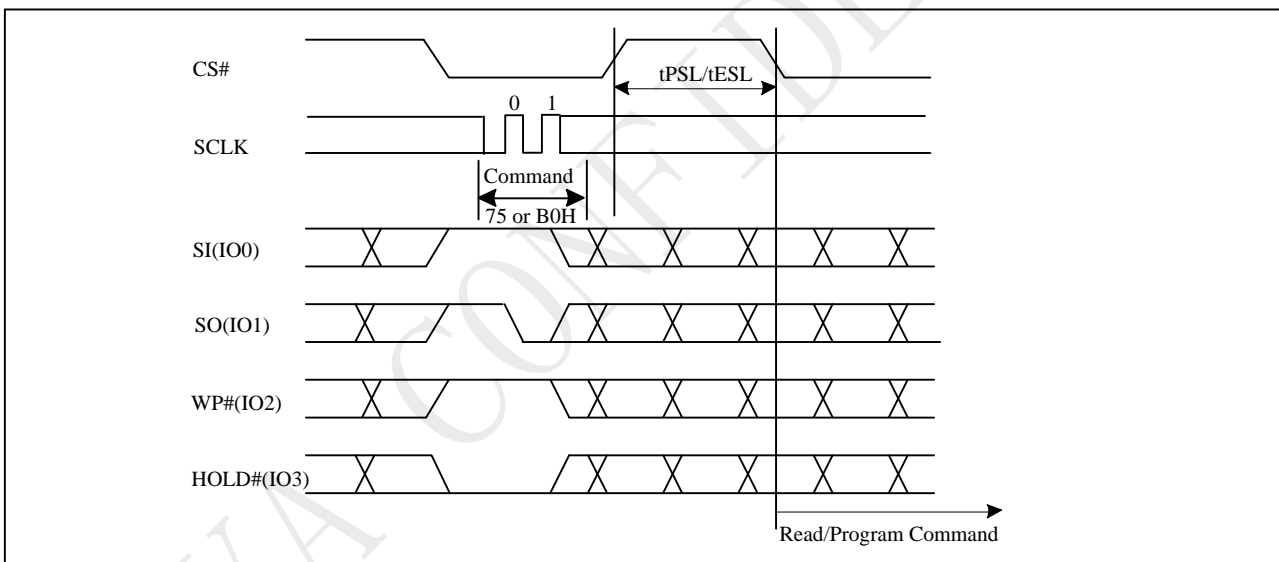 CS#
tPSL/tESL
0 1
SCLK
Command
75 or B0H
SI(IO0)
SO(IO1)
WP#(IO2)
HOLD#(IO3)
Read/Program Command